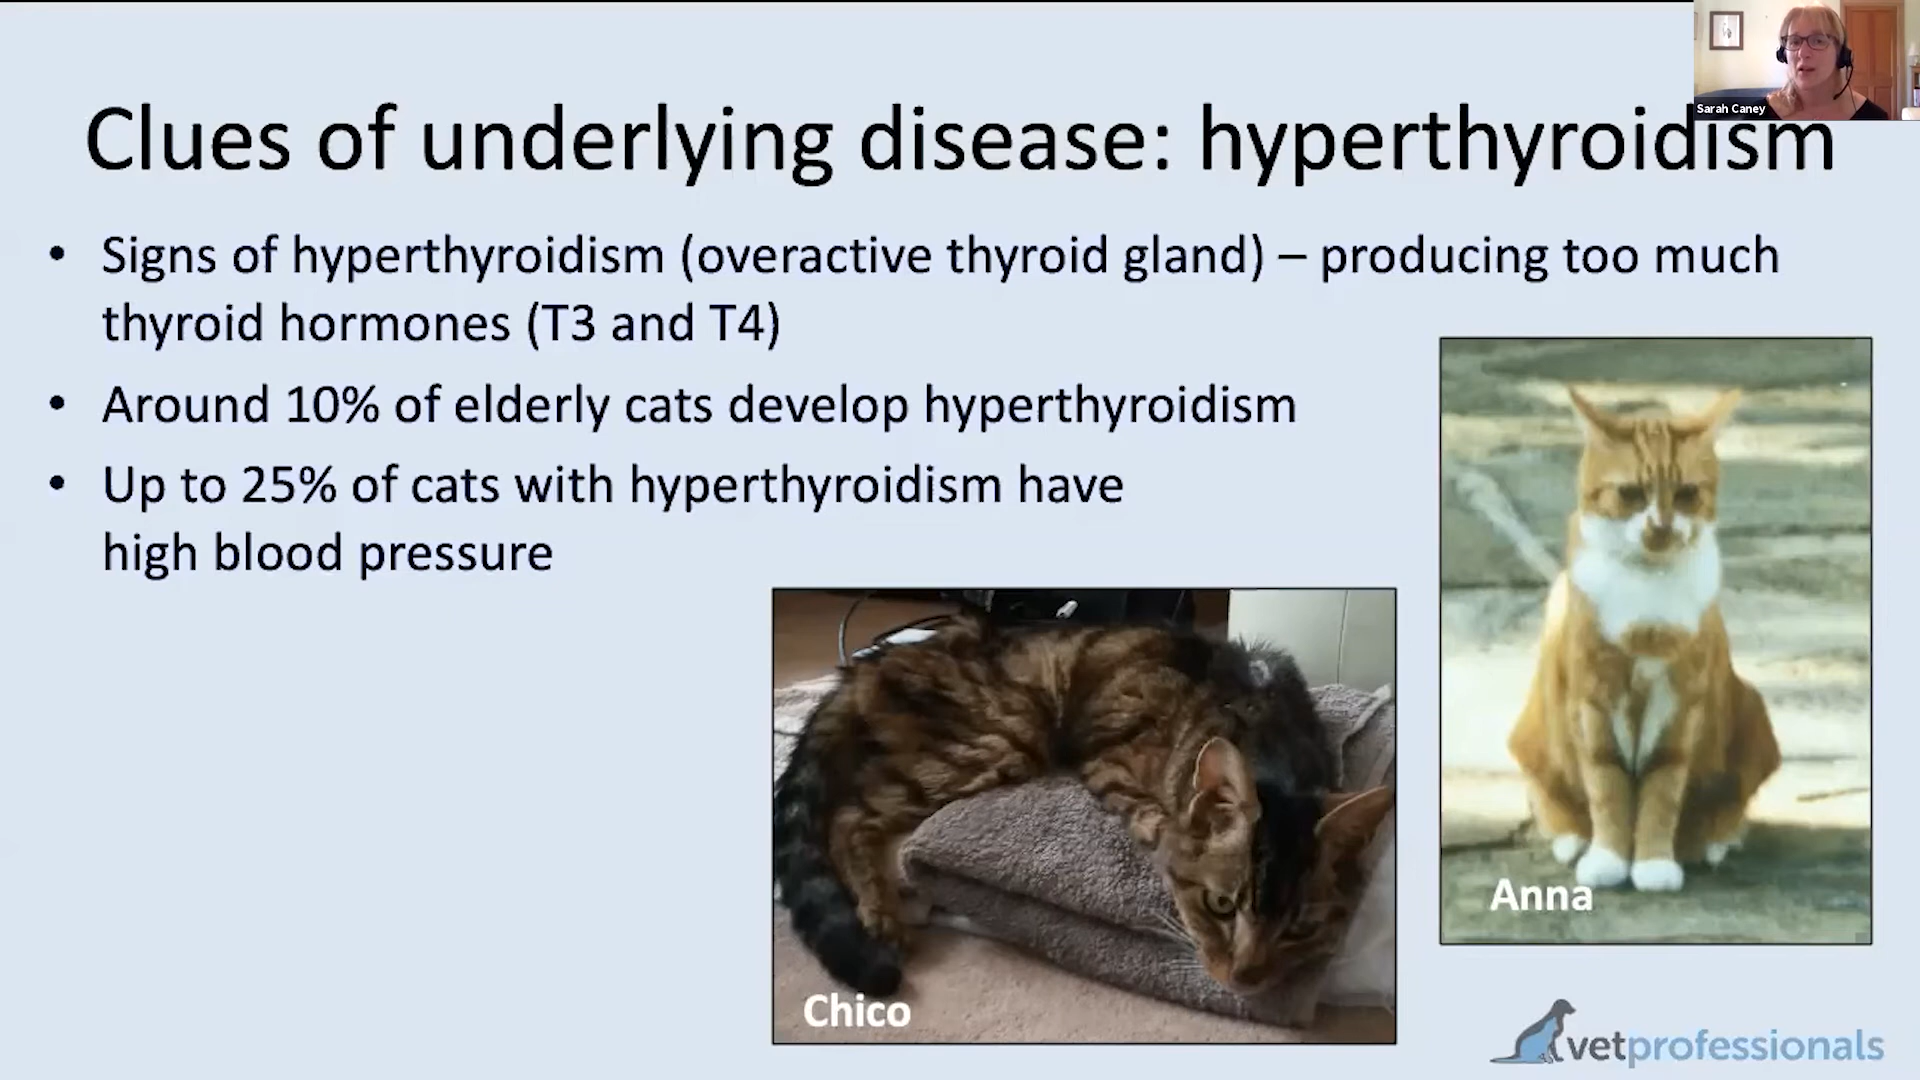 Sarah Caney
Clues of underlying disease: hyperthyroidism
• Signs of hyperthyroidism (overactive thyroid gland) – producing too much
thyroid hormones (T3 and T4)
• Around 10% of elderly cats develop hyperthyroidism
• Up to 25% of cats with hyperthyroidism have
high blood pressure
Anna
Chico
vetprofessionals